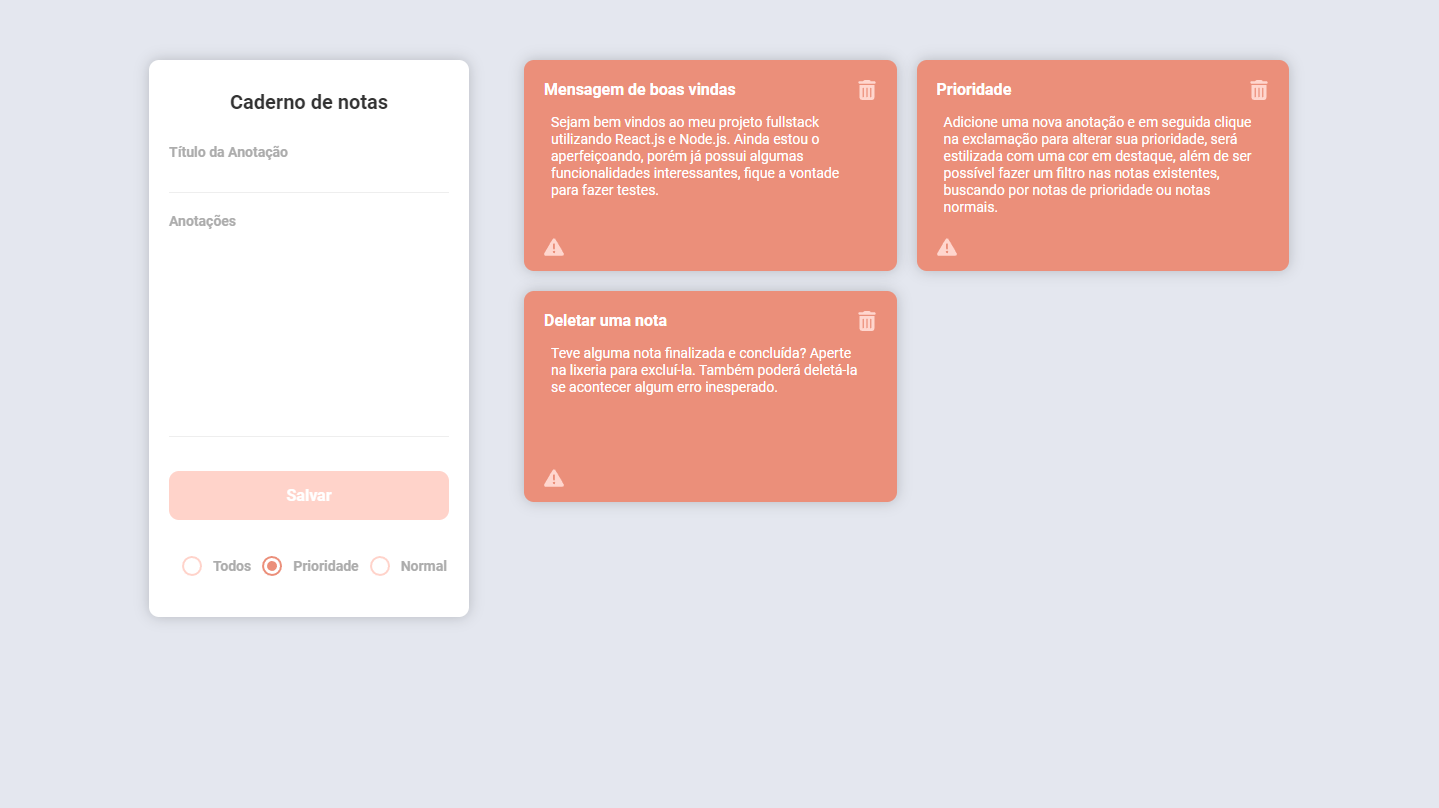 Caderno de notas
Título da Anotação
Anotações
Salvar
Todos
Prioridade
Normal
Mensagem de boas vindas
Sejam bem vindos ao meu projeto fullstack
utilizando React.js e Node.js. Ainda estou o
aperfeiçoando, porém já possui algumas
funcionalidades interessantes, fique a vontade
para fazer testes.
Prioridade
Adicione uma nova anotação e em seguida clique
na exclamação para alterar sua prioridade, será
estilizada com uma cor em destaque, além de ser
possível fazer um filtro nas notas existentes,
buscando por notas de prioridade ou notas
normais.
Deletar uma nota
Teve alguma nota finalizada e concluída? Aperte
na lixeria para excluí-la. Também poderá deletá-la
se acontecer algum erro inesperado.